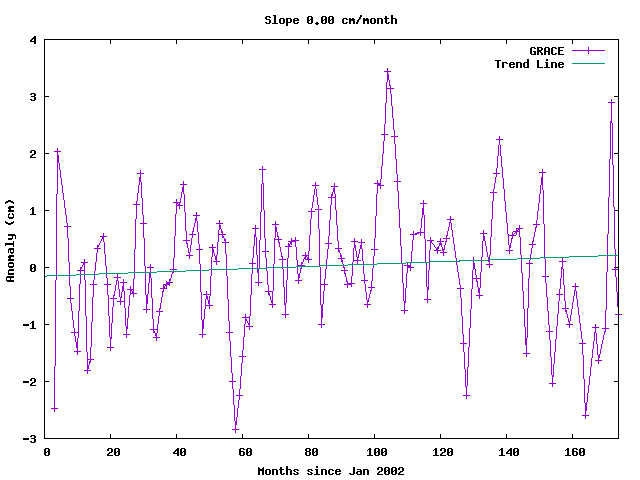 Slope 0.00 cm/month
GRACE
Trend Line
4
3
2
1
0
-1
-2
-3
Anomaly (cm)
0 20 40 60 80 100 120 140 160
Months since Jan 2002